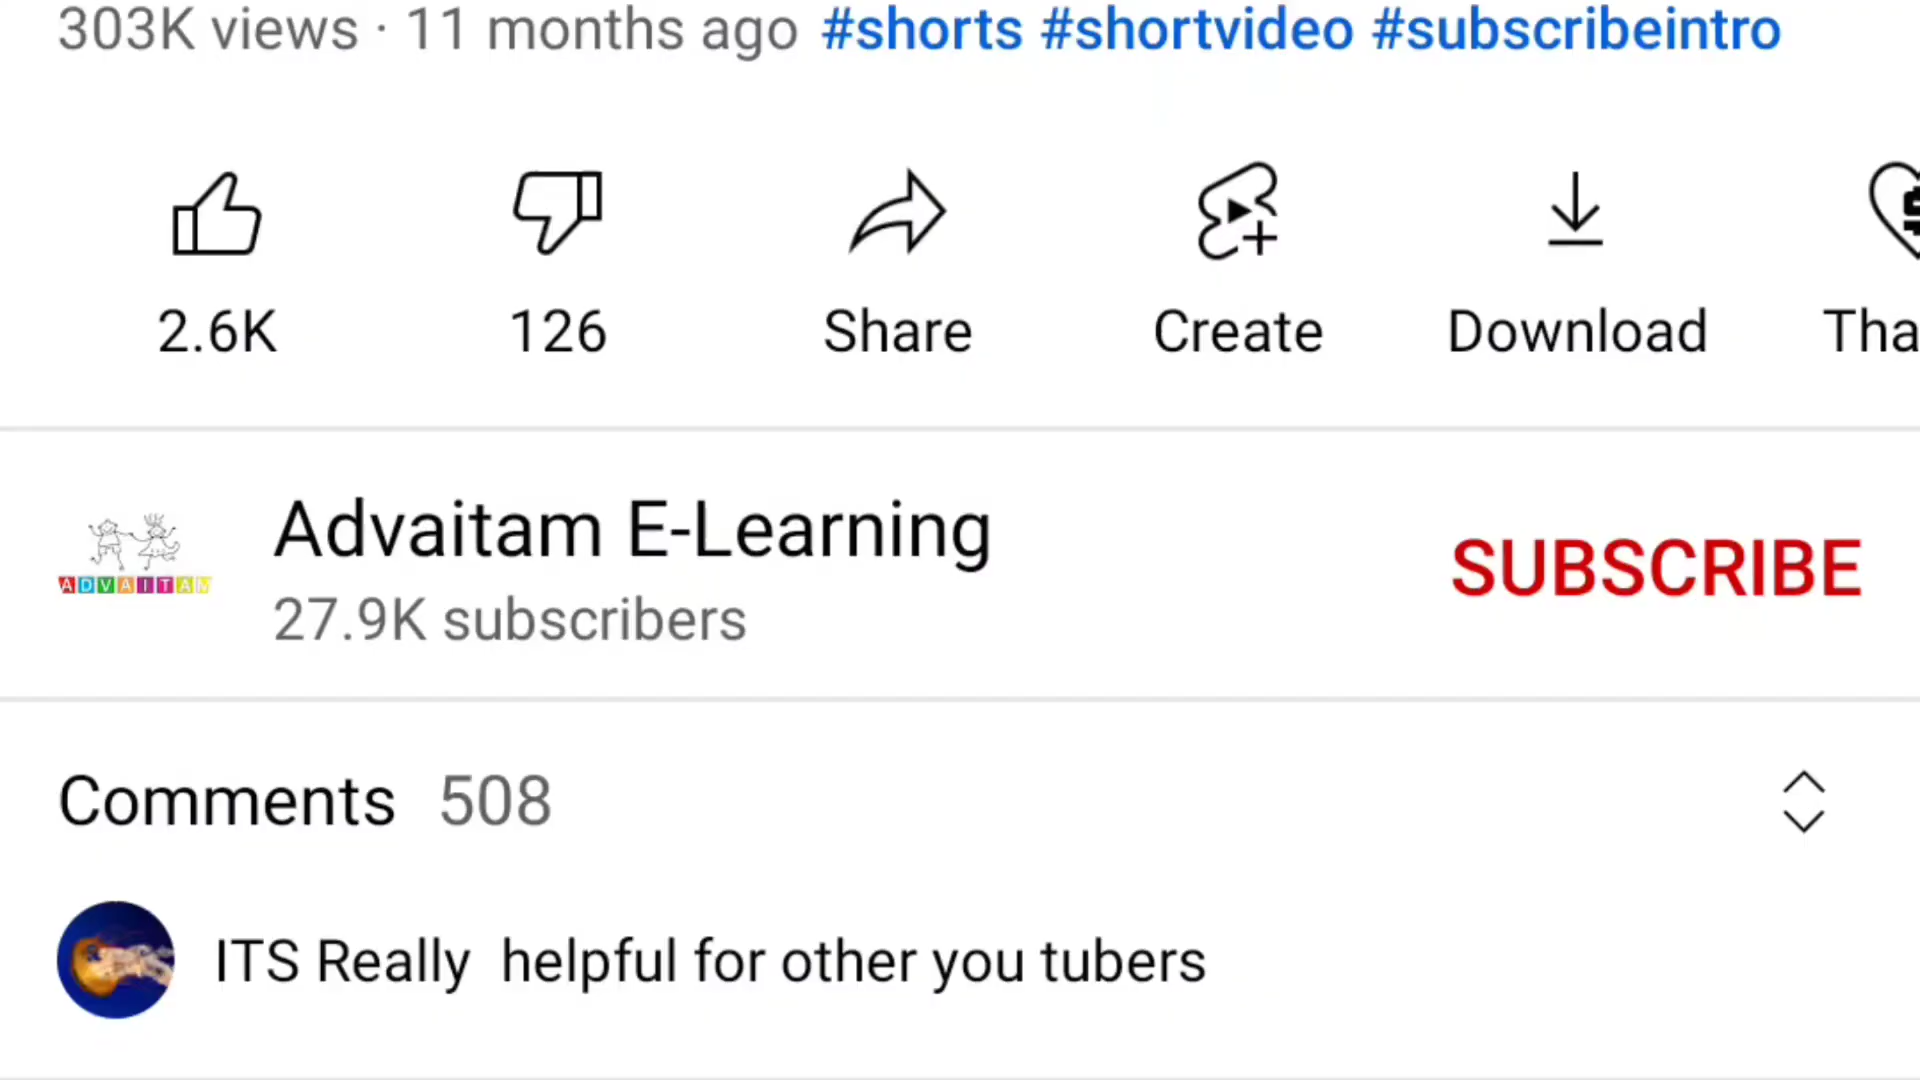 303K views · 11 months ago #shorts #shortvideo #subscribeintro
2.6K 126 Share Create Download Tha
Advaitam E-Learning
ADVAITAM
SUBSCRIBE
27.9K subscribers
Comments 508
ITS Really helpful for other you tubers